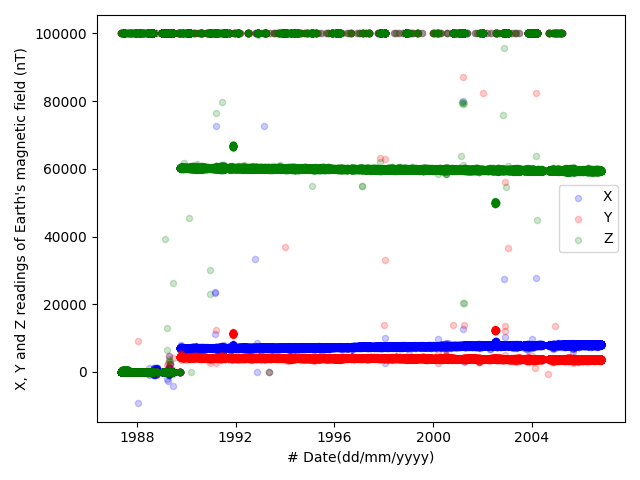 100000
80000
60000
40000
20000
0
X, Y and Z readings of Earth's magnetic field (nT)
X
Y
Z
1988 1992 1996 2000 2004
# Date(dd/mm/yyyy)